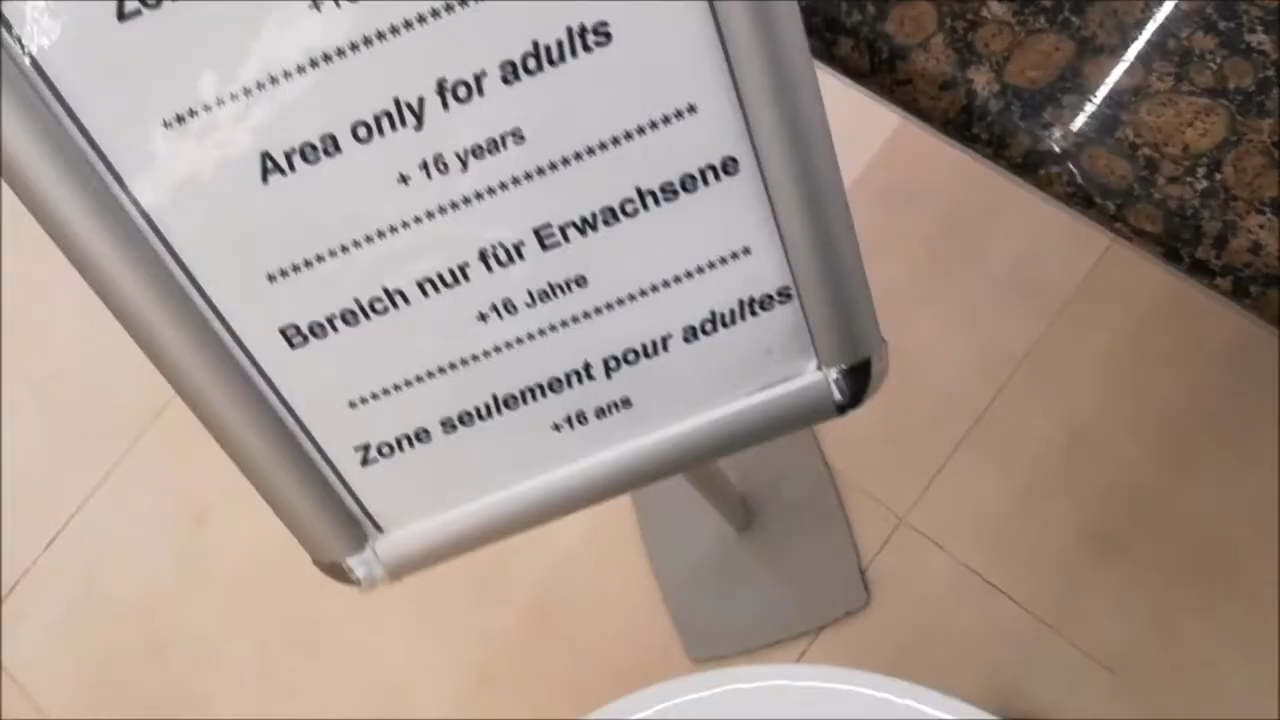 Area only for adults
+ 16 years
****************************************
Bereich nur für Erwachsene
+16 Jahre
****************************************
Zone seulement pour adultes
+16 ans